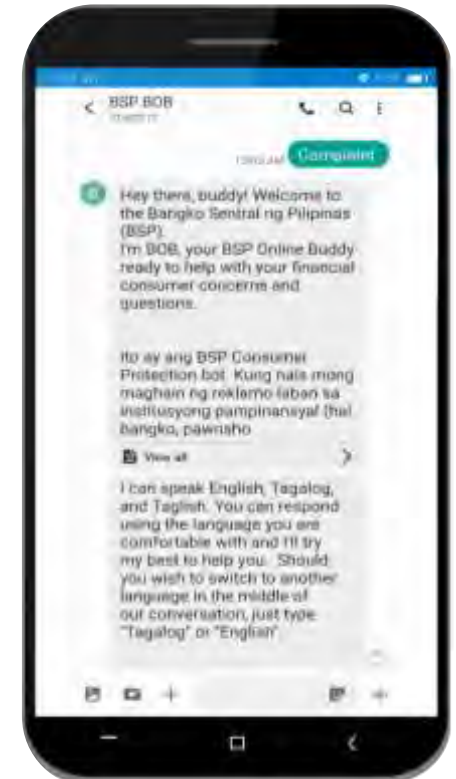 BSP BOB
Complaint
Hey there, buddy! Welcome to
the Bangko Sentral ng Pilipinas
(BSP).
I'm BOB, your BSP Online Buddy
ready to help with your financial
consumer concerns and
questions.
Ito ay ang BSP Consumer
Protection bot. Kung nais mong
maghain ng reklamo laban sa
institusyong pampinansyal (hal
bangko, pawnsho
View all
I can speak English, Tagalog,
and Taglish. You can respond
using the language you are
comfortable with and I'll try
my best to help you. Should
you wish to switch to another
language in the middle of
our conversation, just type
"Tagalog" or "English"